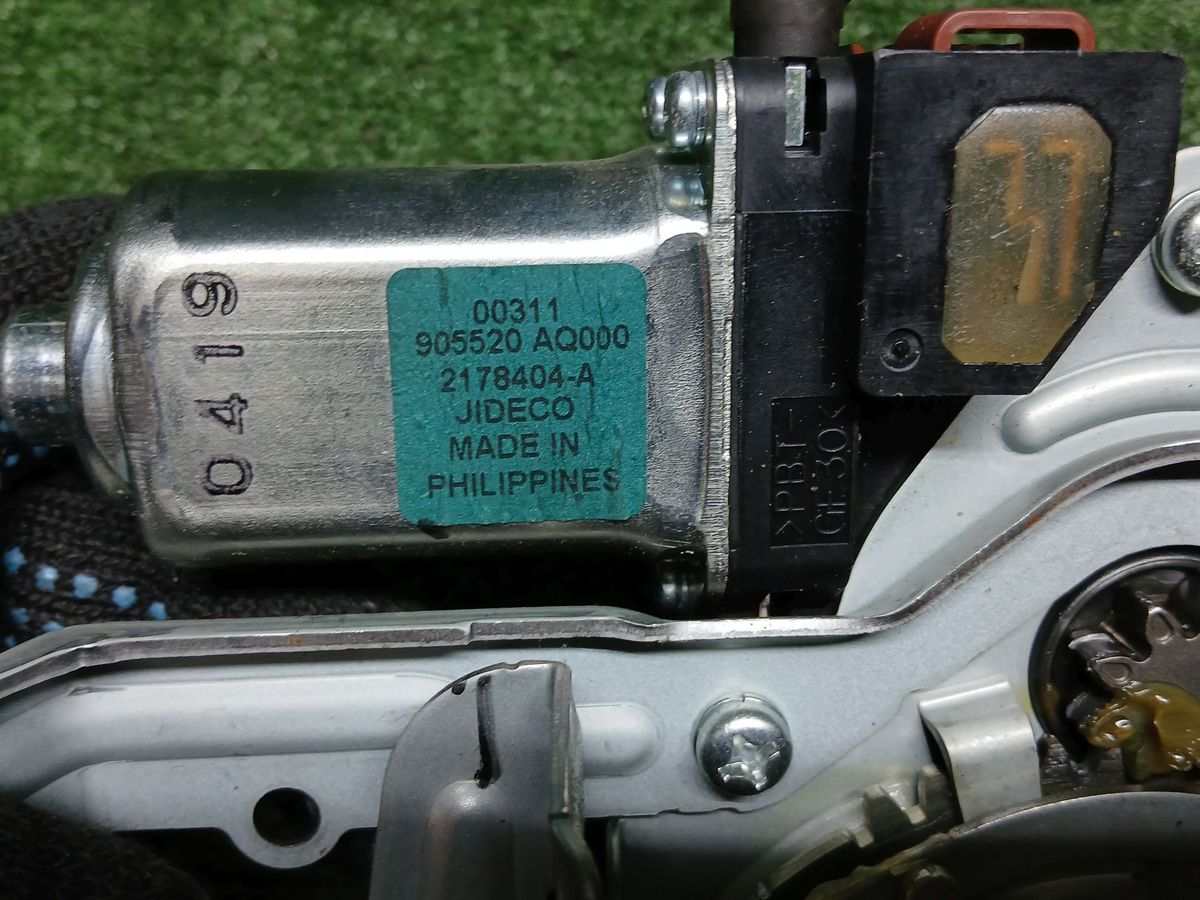 0419
00311
905520 AQ000
2178404-A
JIDECO
MADE IN
PHILIPPINES
>PBT-
GF30<